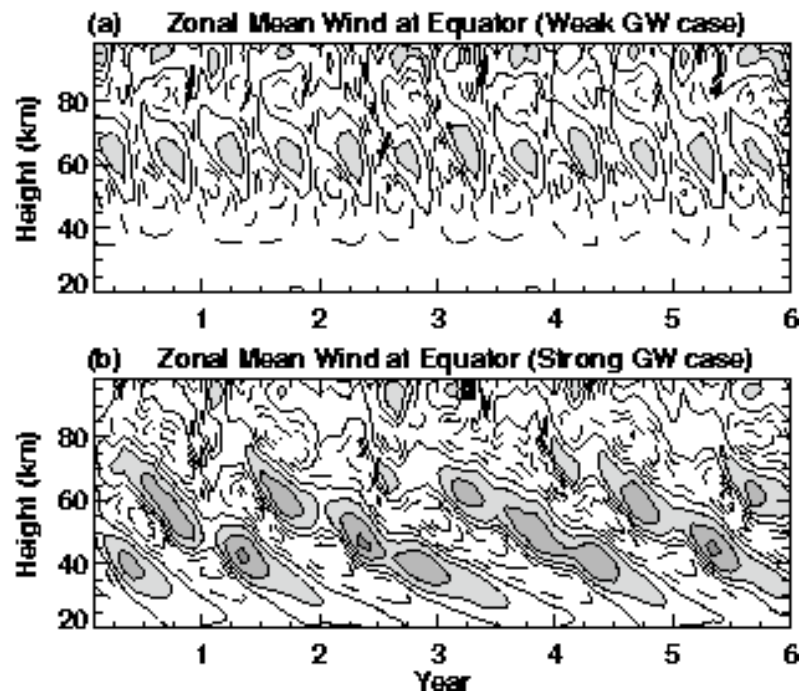 (a) Zonal Mean Wind at Equator (Weak GW case)
80
60
40
20
Height (km)
1 2 3 4 5 6
(b) Zonal Mean Wind at Equator (Strong GW case)
80
60
40
20
Height (km)
1 2 3 4 5 6
Year